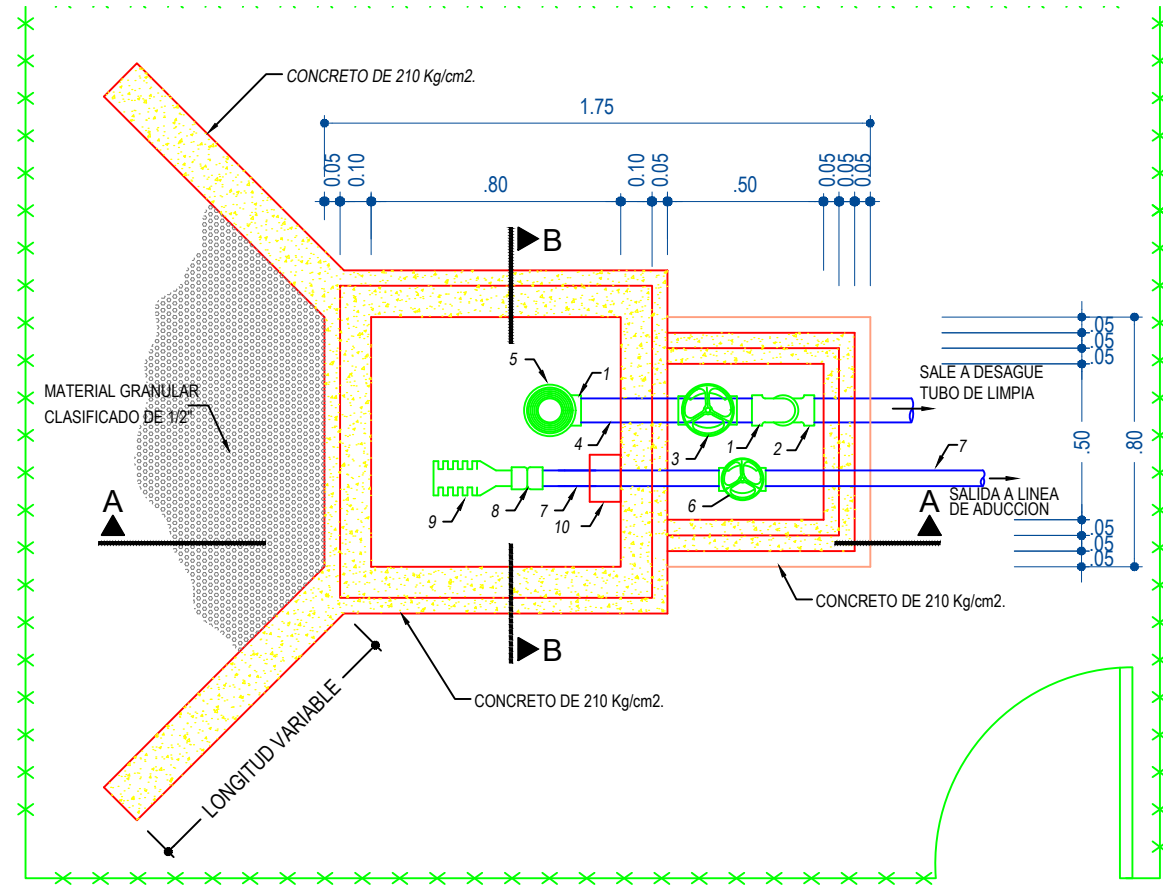 CONCRETO DE 210 Kg/cm2.
1.75
0.05
0.10
.80
0.10
0.05
.50
0.05
0.05
0.05
B
.05
.05
.05
5
1
SALE A DESAGUE
TUBO DE LIMPIA
MATERIAL GRANULAR
CLASIFICADO DE 1/2"
4
3
1
2
.50
.80
7
9
8
7
10
6
SALIDA A LINEA
DE ADUCCION
A
A
.05
.05
.05
CONCRETO DE 210 Kg/cm2.
B
CONCRETO DE 210 Kg/cm2.
LONGITUD VARIABLE